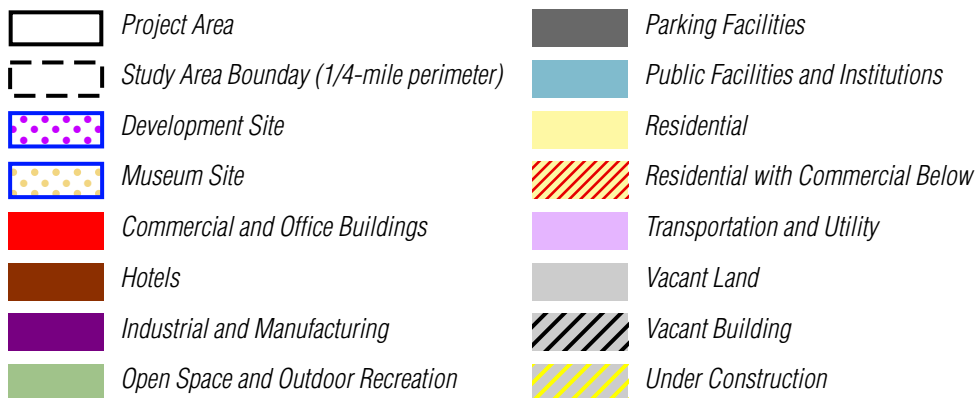 Project Area
Study Area Bounday (1/4-mile perimeter)
Development Site
Museum Site
Commercial and Office Buildings
Hotels
Industrial and Manufacturing
Open Space and Outdoor Recreation
Parking Facilities
Public Facilities and Institutions
Residential
Residential with Commercial Below
Transportation and Utility
Vacant Land
Vacant Building
Under Construction